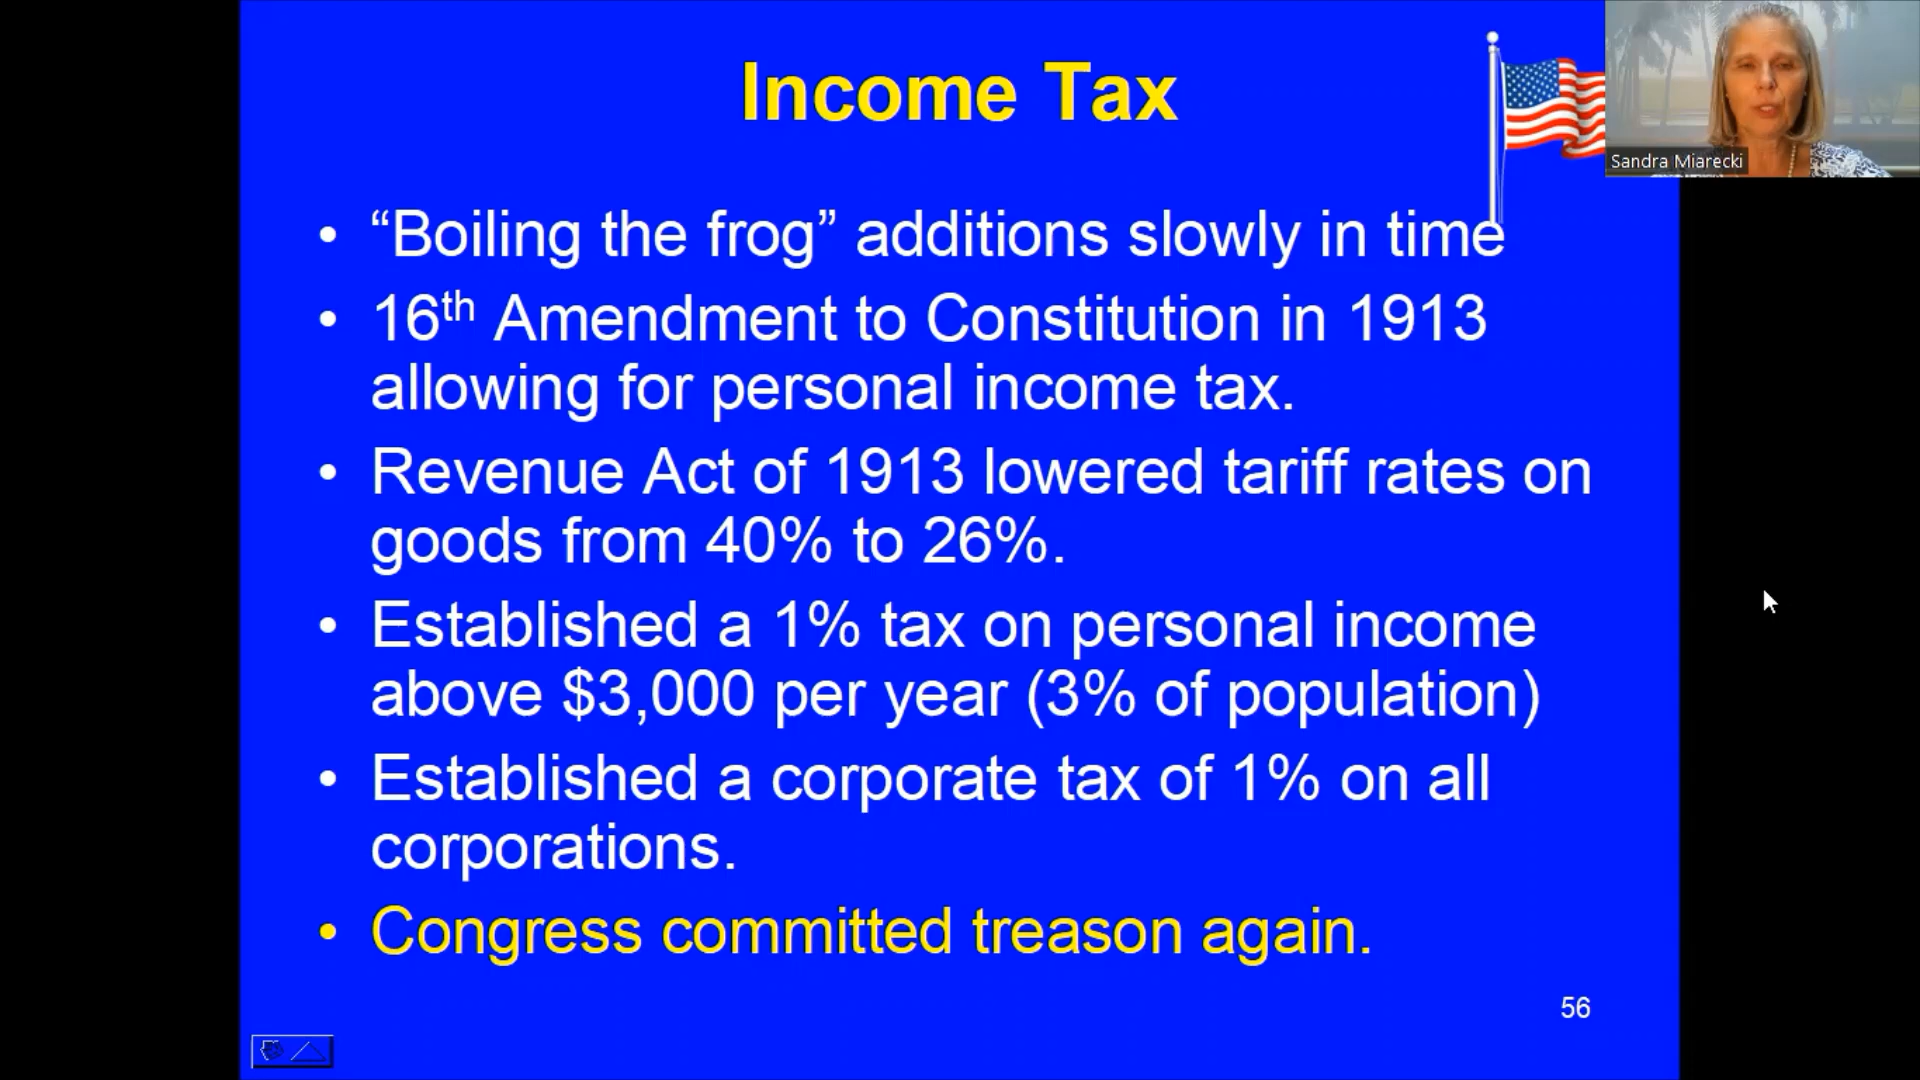 Income Tax
Sandra Miarecki
• “Boiling the frog” additions slowly in time
• 16th Amendment to Constitution in 1913
allowing for personal income tax.
• Revenue Act of 1913 lowered tariff rates on
goods from 40% to 26%.
• Established a 1% tax on personal income
above $3,000 per year (3% of population)
• Established a corporate tax of 1% on all
corporations.
• Congress committed treason again.
56